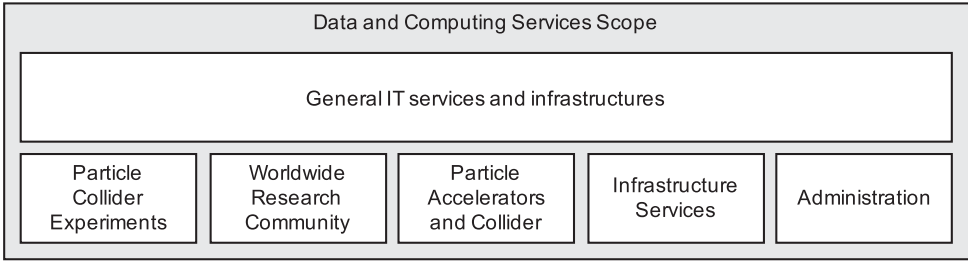 Data and Computing Services Scope
General IT services and infrastructures
Particle
Collider
Experiments
Worldwide
Research
Community
Particle
Accelerators
and Collider
Infrastructure
Services
Administration